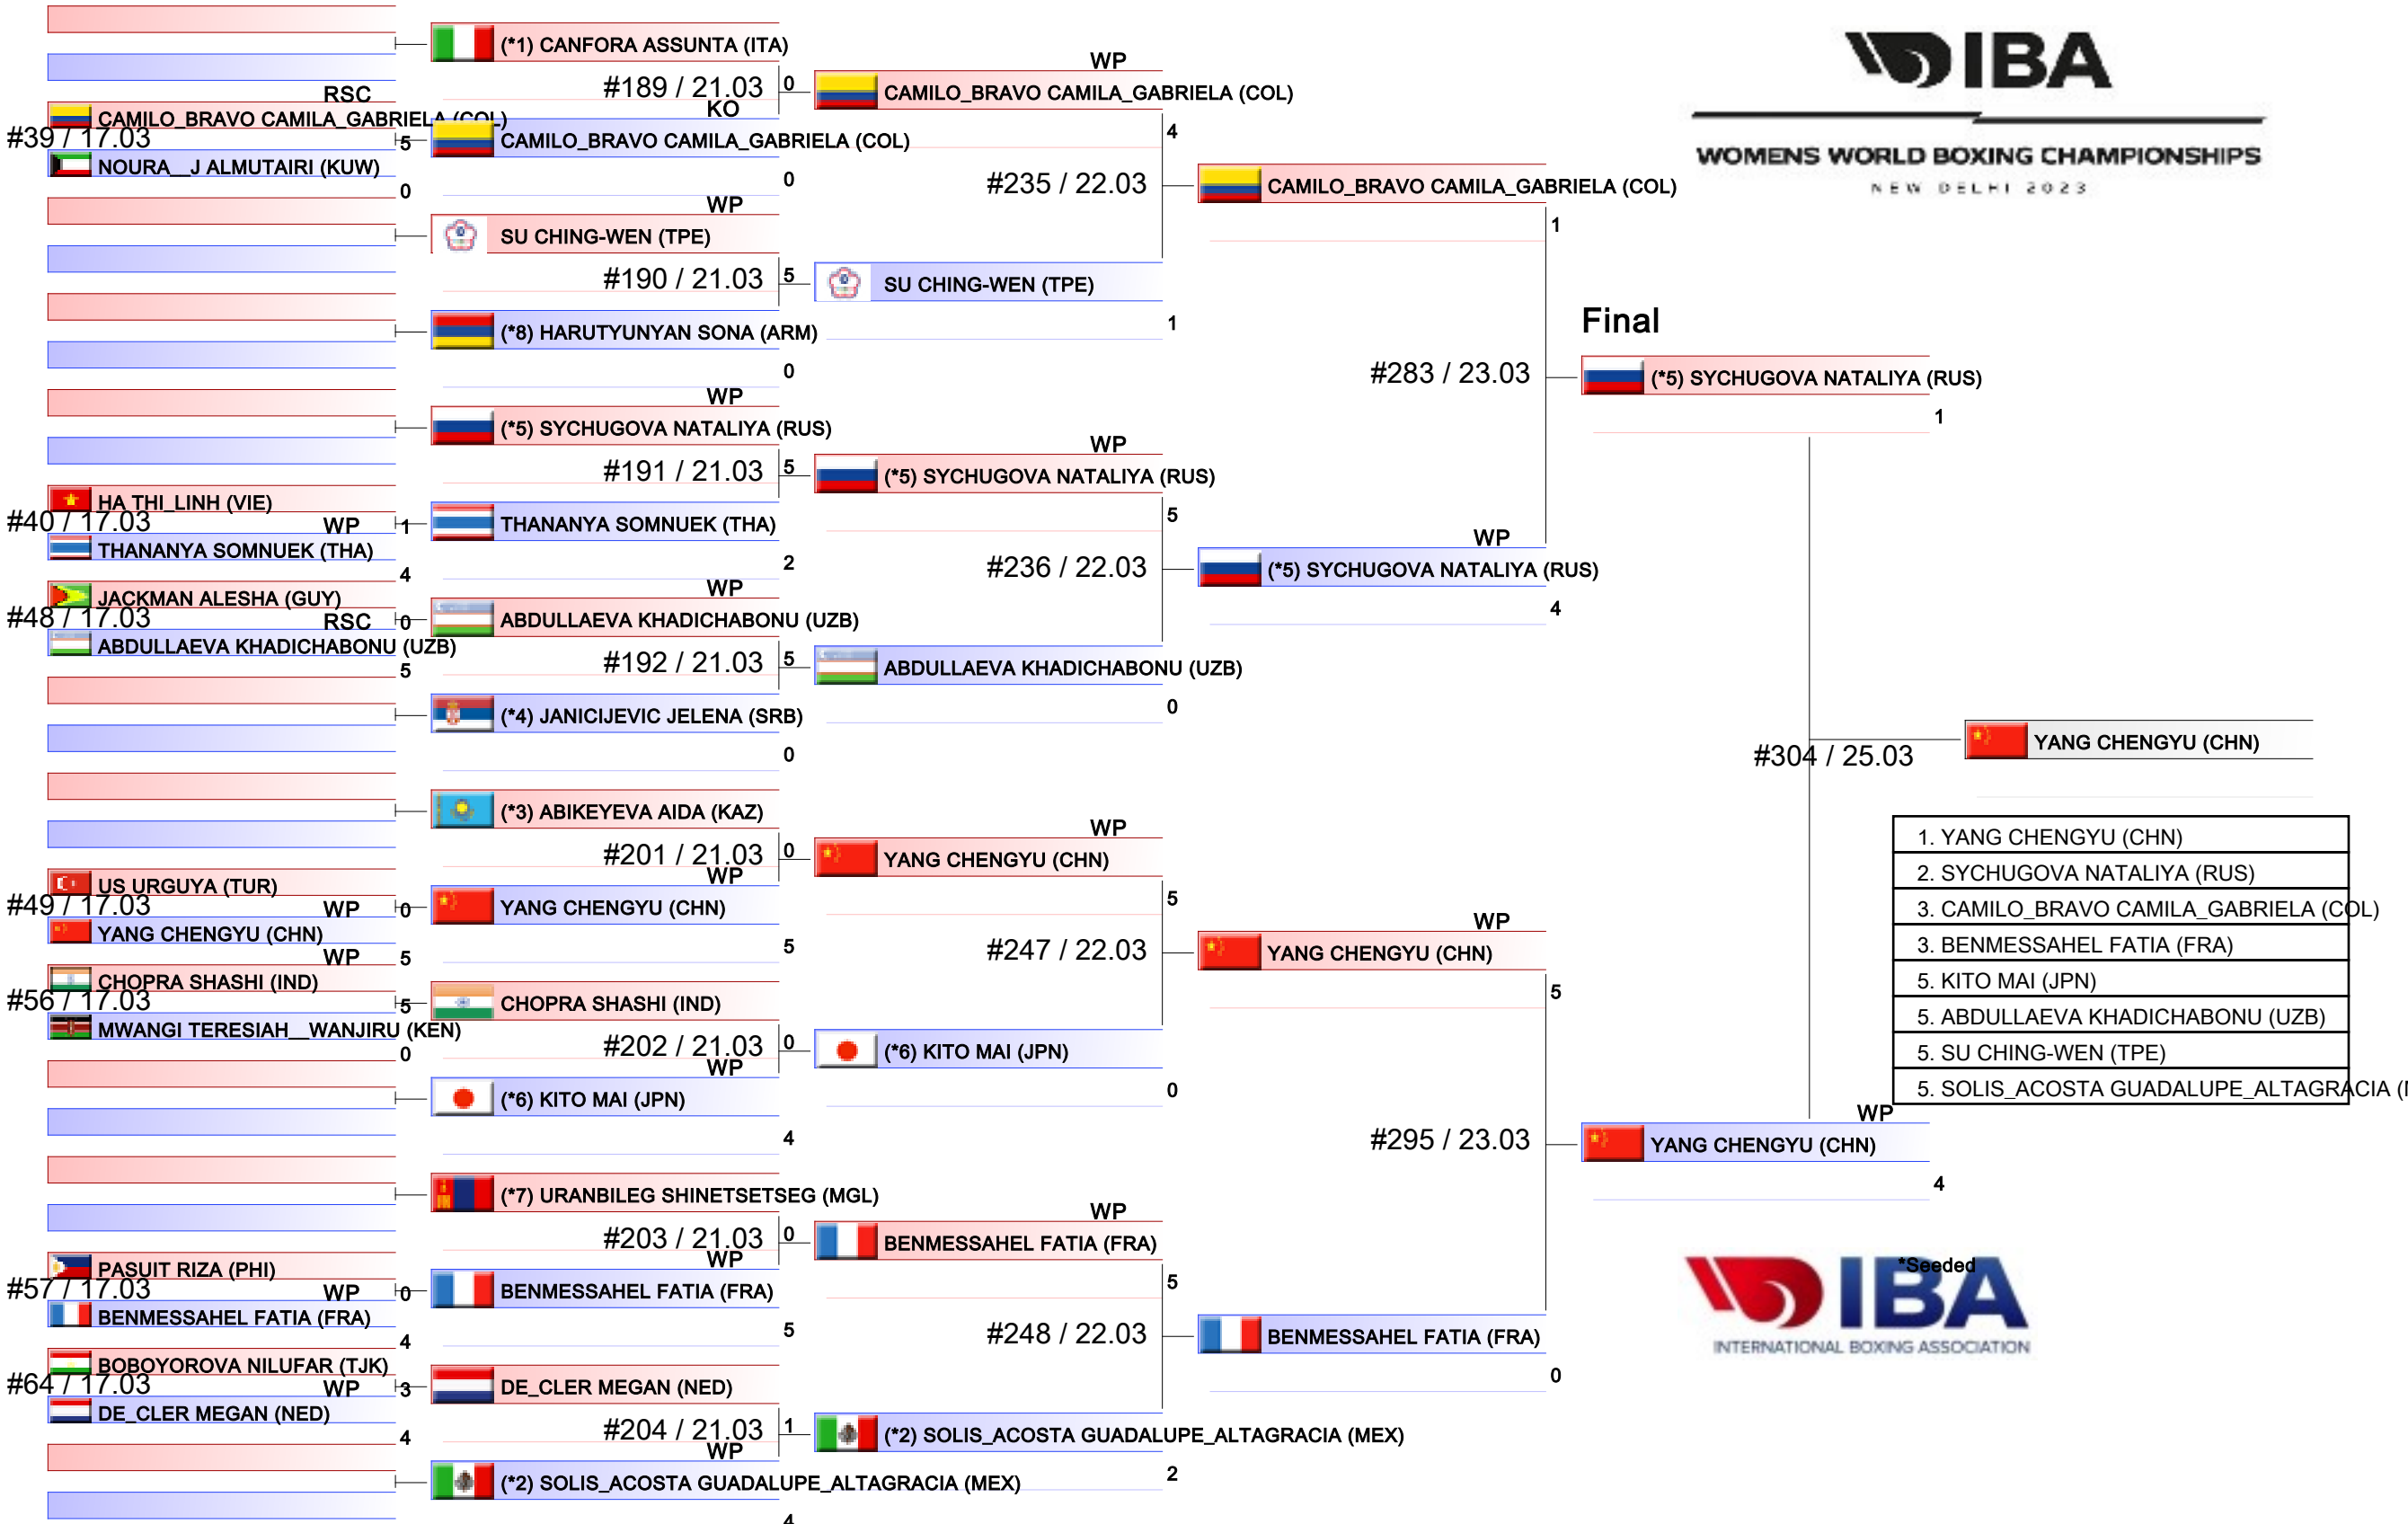 IBA
WOMENS WORLD BOXING CHAMPIONSHIPS
NEW DELHI 2023
RSC
CAMILO_BRAVO CAMILA_GABRIELA (COL)
#39 / 17.03
5
NOURA__J ALMUTAIRI (KUW)
0
HA THI_LINH (VIE)
#40 / 17.03
WP
1
THANANYA SOMNUEK (THA)
4
JACKMAN ALESHA (GUY)
#48 / 17.03
RSC
0
ABDULLAEVA KHADICHABONU (UZB)
5
US URGUYA (TUR)
#49 / 17.03
WP
0
YANG CHENGYU (CHN)
5
WP
CHOPRA SHASHI (IND)
#56 / 17.03
5
MWANGI TERESIAH__WANJIRU (KEN)
0
PASUIT RIZA (PHI)
#57 / 17.03
WP
0
BENMESSAHEL FATIA (FRA)
4
BOBOYOROVA NILUFAR (TJK)
#64 / 17.03
WP
3
DE_CLER MEGAN (NED)
4
(*1) CANFORA ASSUNTA (ITA)
#189 / 21.03
0
KO
CAMILO_BRAVO CAMILA_GABRIELA (COL)
0
WP
SU CHING-WEN (TPE)
#190 / 21.03
5
(*8) HARUTYUNYAN SONA (ARM)
0
WP
(*5) SYCHUGOVA NATALIYA (RUS)
#191 / 21.03
5
THANANYA SOMNUEK (THA)
2
WP
ABDULLAEVA KHADICHABONU (UZB)
#192 / 21.03
5
(*4) JANICIJEVIC JELENA (SRB)
0
(*3) ABIKEYEVA AIDA (KAZ)
#201 / 21.03
0
WP
YANG CHENGYU (CHN)
5
CHOPRA SHASHI (IND)
#202 / 21.03
0
WP
(*6) KITO MAI (JPN)
4
(*7) URANBILEG SHINETSETSEG (MGL)
#203 / 21.03
0
WP
BENMESSAHEL FATIA (FRA)
5
DE_CLER MEGAN (NED)
#204 / 21.03
1
WP
(*2) SOLIS_ACOSTA GUADALUPE_ALTAGRACIA (MEX)
4
WP
CAMILO_BRAVO CAMILA_GABRIELA (COL)
4
#235 / 22.03
SU CHING-WEN (TPE)
1
WP
(*5) SYCHUGOVA NATALIYA (RUS)
5
#236 / 22.03
ABDULLAEVA KHADICHABONU (UZB)
0
WP
YANG CHENGYU (CHN)
5
#247 / 22.03
(*6) KITO MAI (JPN)
0
WP
BENMESSAHEL FATIA (FRA)
5
#248 / 22.03
(*2) SOLIS_ACOSTA GUADALUPE_ALTAGRACIA (MEX)
2
CAMILO_BRAVO CAMILA_GABRIELA (COL)
1
#283 / 23.03
WP
(*5) SYCHUGOVA NATALIYA (RUS)
4
WP
YANG CHENGYU (CHN)
5
#295 / 23.03
BENMESSAHEL FATIA (FRA)
0
Final
(*5) SYCHUGOVA NATALIYA (RUS)
1
#304 / 25.03
WP
YANG CHENGYU (CHN)
4
YANG CHENGYU (CHN)
1. YANG CHENGYU (CHN)
2. SYCHUGOVA NATALIYA (RUS)
3. CAMILO_BRAVO CAMILA_GABRIELA (COL)
3. BENMESSAHEL FATIA (FRA)
5. KITO MAI (JPN)
5. ABDULLAEVA KHADICHABONU (UZB)
5. SU CHING-WEN (TPE)
5. SOLIS_ACOSTA GUADALUPE_ALTAGRACIA (
*Seeded
IBA
INTERNATIONAL BOXING ASSOCIATION